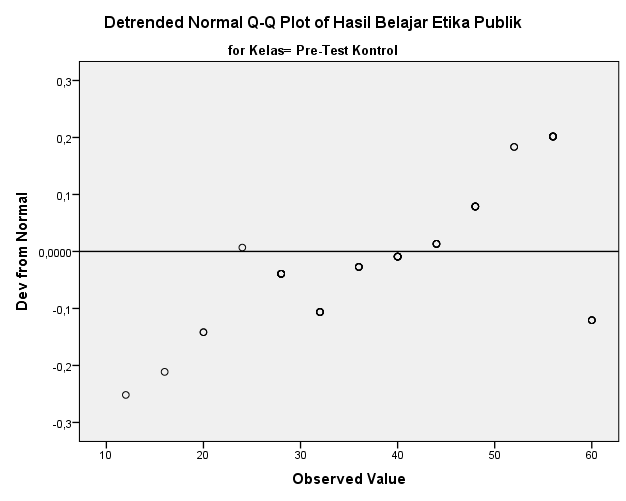 Detrended Normal Q-Q Plot of Hasil Belajar Etika Publik
for Kelas= Pre-Test Kontrol
Dev from Normal
0,3
0,2
0,1
0,0000
-0,1
-0,2
-0,3
10 20 30 40 50 60
Observed Value